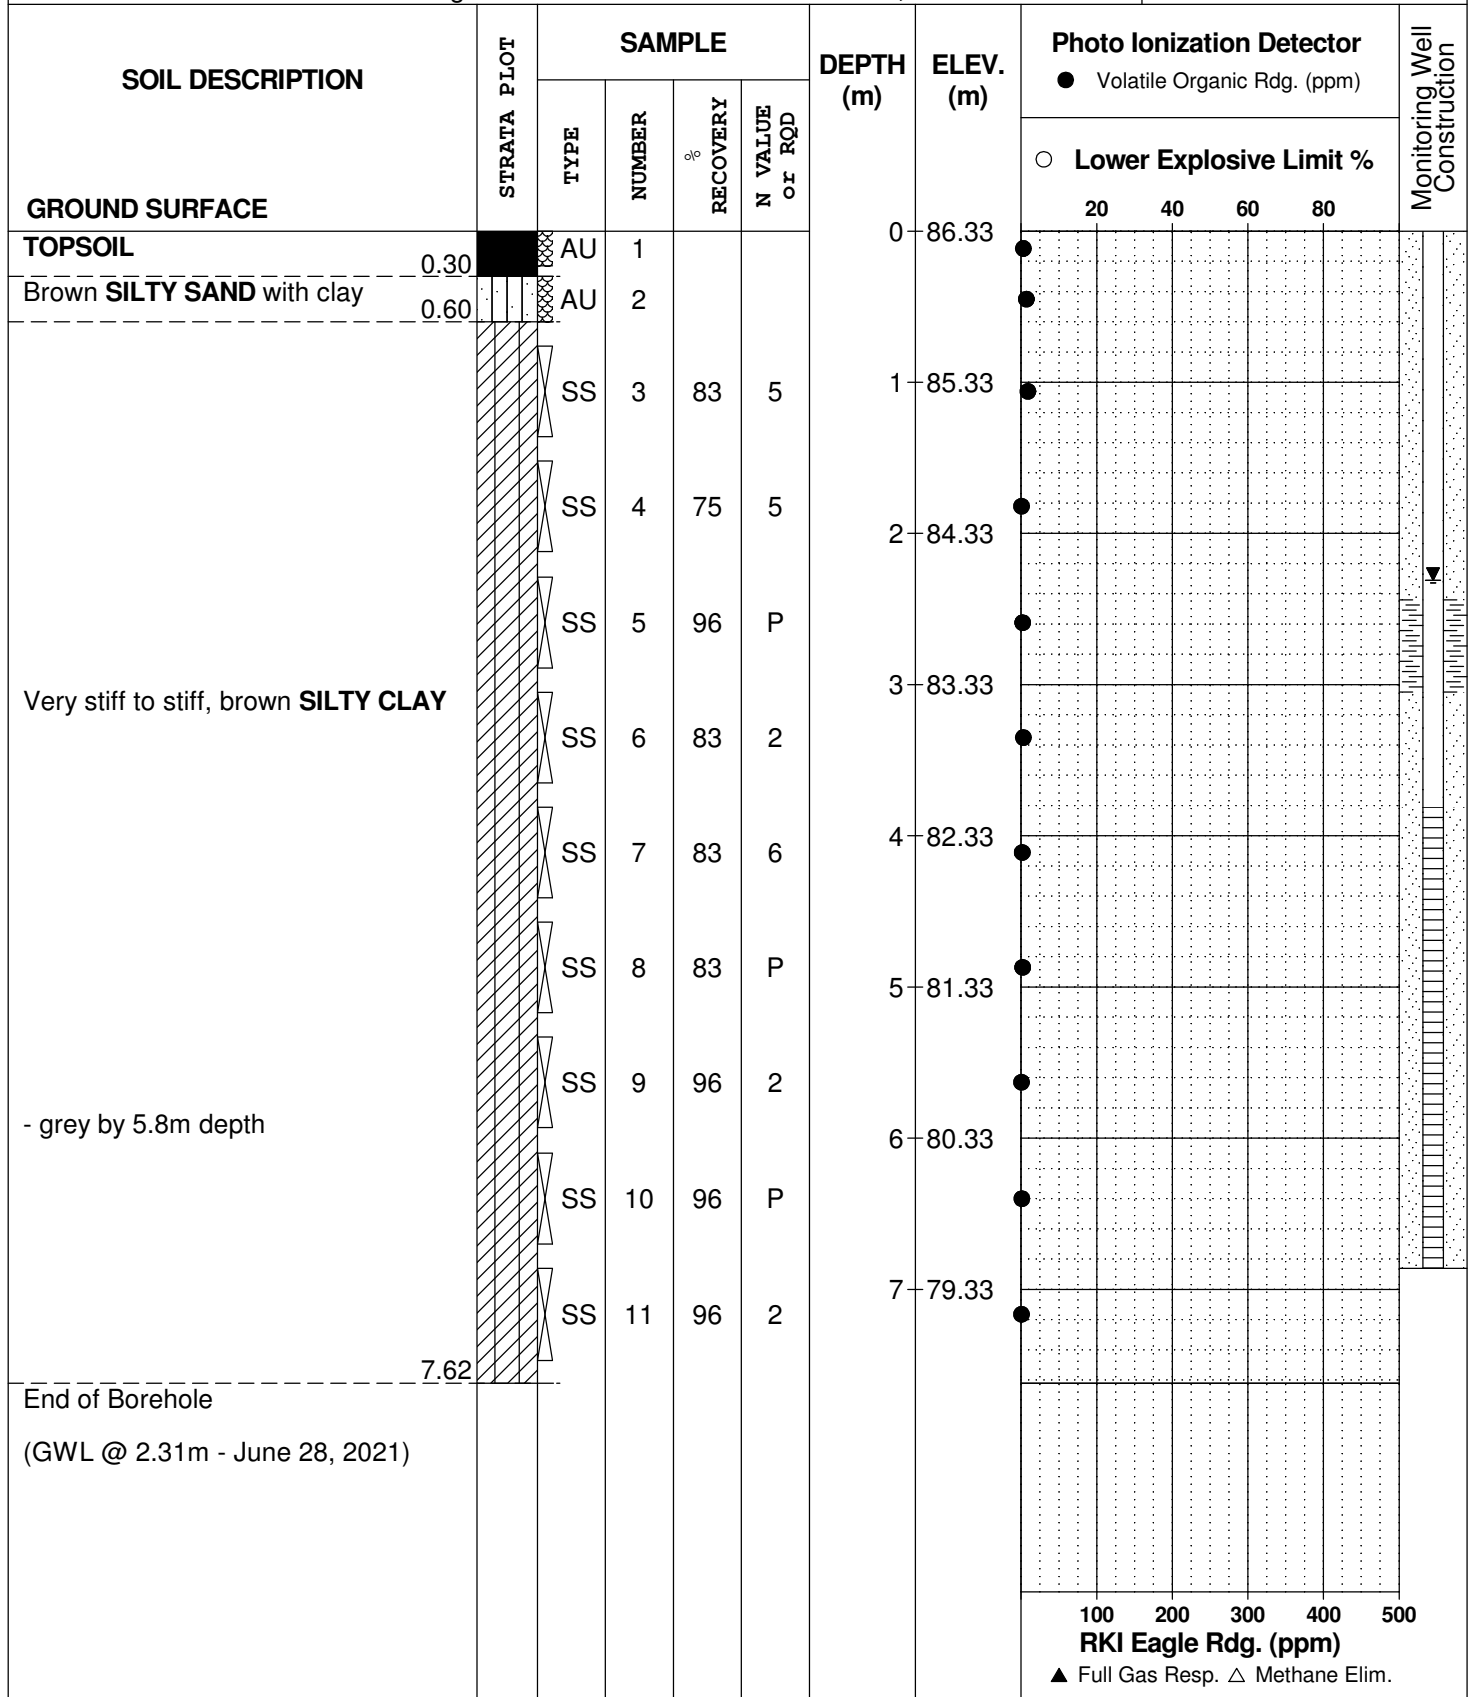 SOIL DESCRIPTION
GROUND SURFACE
STRATA PLOT
SAMPLE
TYPE
NUMBER
% RECOVERY
N VALUE or RQD
DEPTH (m)
ELEV. (m)
Photo Ionization Detector
● Volatile Organic Rdg. (ppm)
○ Lower Explosive Limit %
20 40 60 80
Monitoring Well Construction
0 86.33
TOPSOIL 0.30 AU 1
Brown SILTY SAND with clay 0.60 AU 2
1 85.33
SS 3 83 5
SS 4 75 5
2 84.33
SS 5 96 P
3 83.33
Very stiff to stiff, brown SILTY CLAY
SS 6 83 2
4 82.33
SS 7 83 6
SS 8 83 P
5 81.33
SS 9 96 2
- grey by 5.8m depth
6 80.33
SS 10 96 P
7 79.33
SS 11 96 2
7.62
End of Borehole
(GWL @ 2.31m - June 28, 2021)
100 200 300 400 500
RKI Eagle Rdg. (ppm)
▲ Full Gas Resp. △ Methane Elim.